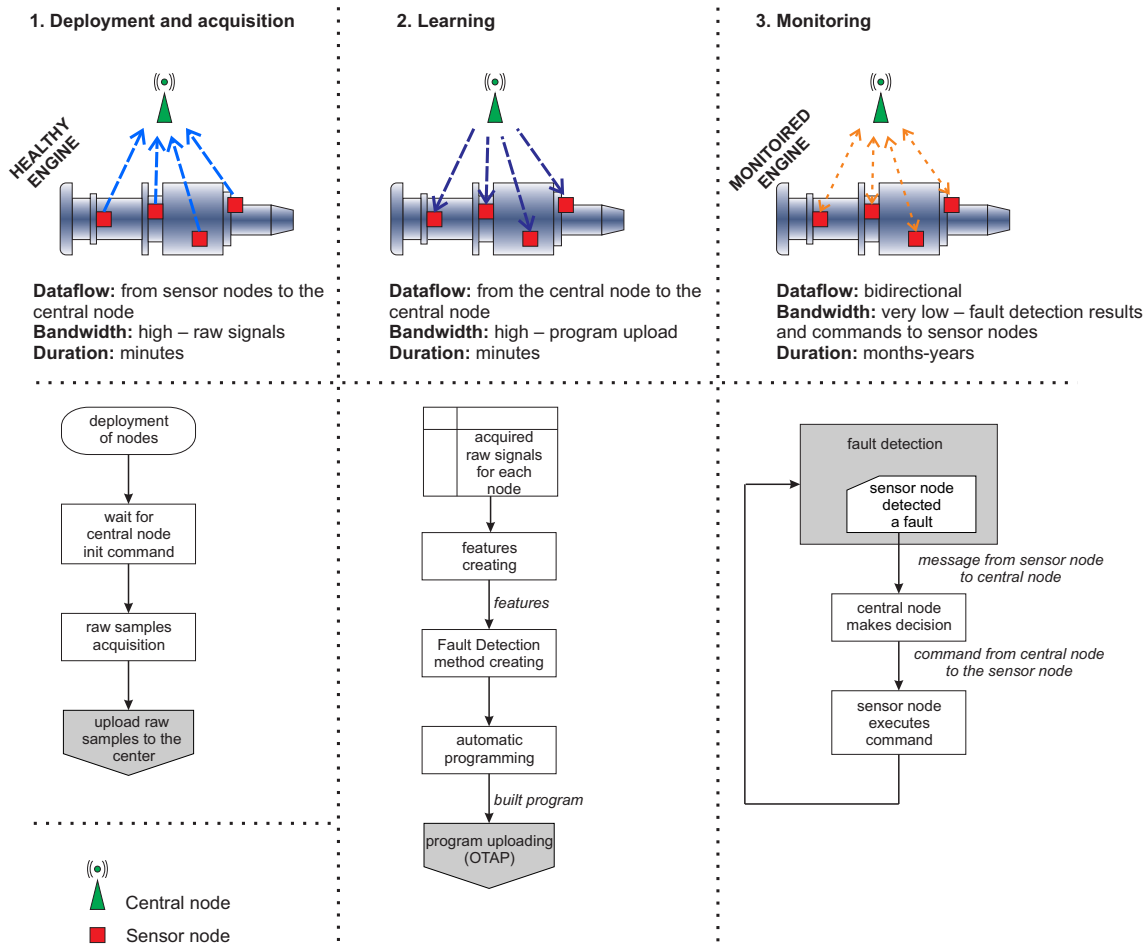 1. Deployment and acquisition
HEALTHY
ENGINE
Dataflow: from sensor nodes to the
central node
Bandwidth: high – raw signals
Duration: minutes
deployment
of nodes
wait for
central node
init command
raw samples
acquisition
upload raw
samples to the
center
Central node
Sensor node
2. Learning
Dataflow: from the central node to the
central node
Bandwidth: high – program upload
Duration: minutes
acquired
raw signals
for each
node
features
creating
features
Fault Detection
method creating
automatic
programming
built program
program uploading
(OTAP)
3. Monitoring
MONITOIRED
ENGINE
Dataflow: bidirectional
Bandwidth: very low – fault detection results
and commands to sensor nodes
Duration: months-years
fault detection
sensor node
detected
a fault
message from sensor node
to central node
central node
makes decision
command from central node
to the sensor node
sensor node
executes
command